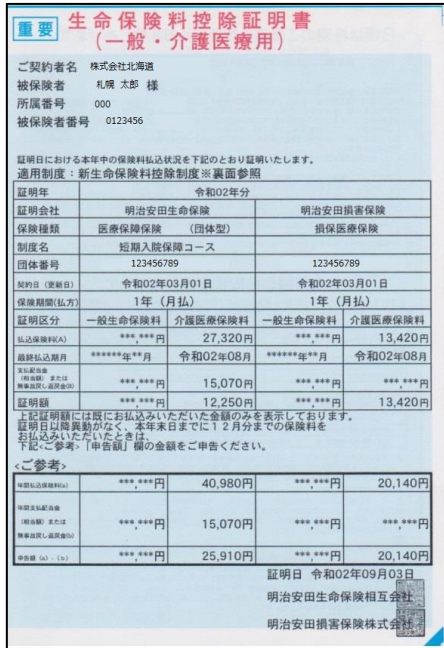 重要 生命保険料控除証明書
(一般・介護医療用)
ご契約者名 株式会社北海道
被保険者 札幌 太郎 様
所属番号 000
被保険者番号 0123456
証明日における本年中の保険料払込状況を下記のとおり証明いたします。
適用制度:新生命保険料控除制度※裏面参照
証明年 令和02年分
証明会社 明治安田生命保険 明治安田損害保険
保険種類 医療保障保険 (団体型) 損保医療保険
制度名 短期入院保障コース
団体番号 123456789 123456789
契約日(更新日) 令和02年03月01日 令和02年03月01日
保険期間(払方) 1年(月払) 1年(月払)
証明区分 一般生命保険料 介護医療保険料 一般生命保険料 介護医療保険料
払込保険料(A) ***,***円 27,320円 ***,***円 13,420円
最終払込期月 ******年**月 令和02年08月 ******年**月 令和02年08月
支払配当金
(相当額)または
無事故戻し返戻金(B) ***,***円 15,070円 ***,***円 ***,***円
証明額 ***,***円 12,250円 ***,***円 13,420円
上記証明額には既にお払込みいただいた金額のみを表示しております。
証明日以降異動がなく、本年末日までに12月分までの保険料を
お払込みいただいたときは、
下記<ご参考>「申告額」欄の金額をご申告ください。
<ご参考>
年間払込保険料(a) ***,***円 40,980円 ***,***円 20,140円
年間支払配当金
(相当額)または
無事故戻し返戻金(b) ***,***円 15,070円 ***,***円 ***,***円
申告額 (a)-(b) ***,***円 25,910円 ***,***円 20,140円
証明日 令和02年09月03日
明治安田生命保険相互会社
明治安田損害保険株式会社